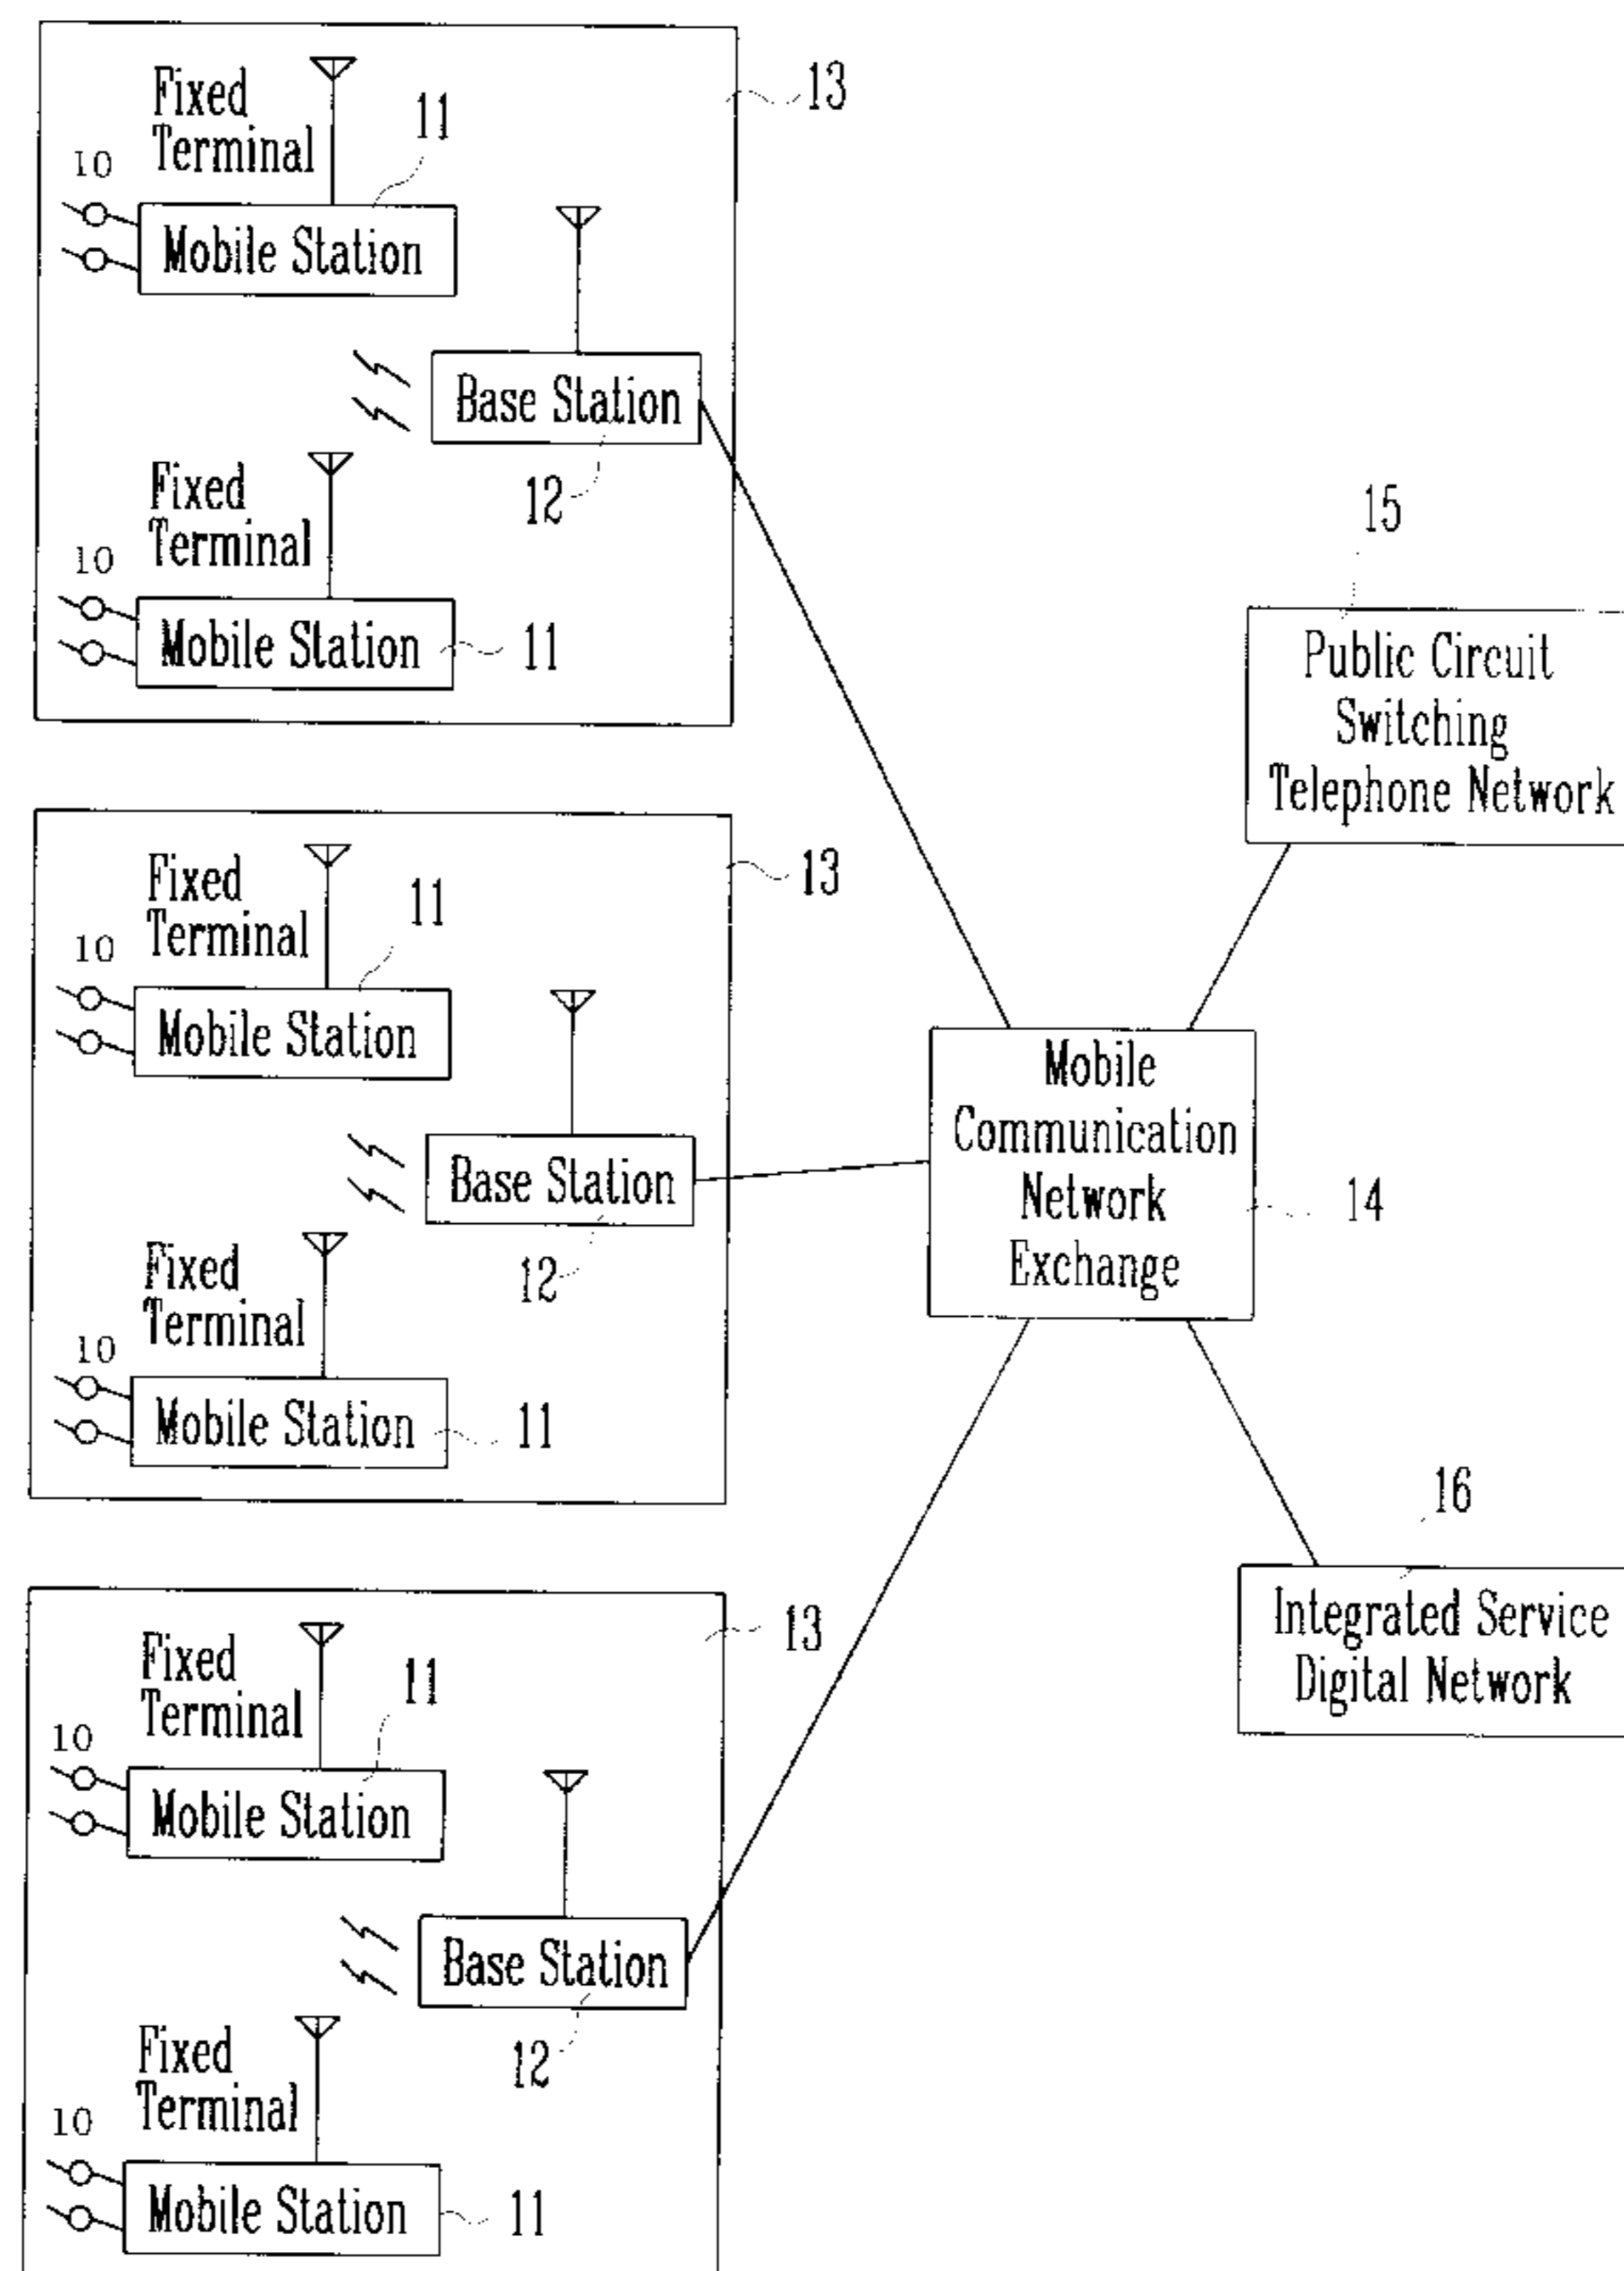 13
Fixed
Terminal
11
10
Mobile Station
Base Station
12
Fixed
Terminal
10
Mobile Station
11
15
Public Circuit
Switching
Telephone Network
13
Fixed
Terminal
11
10
Mobile Station
Base Station
12
Fixed
Terminal
10
Mobile Station
11
Mobile
Communication
Network
Exchange
14
16
Integrated Service
Digital Network
13
Fixed
Terminal
11
10
Mobile Station
Base Station
12
Fixed
Terminal
10
Mobile Station
11